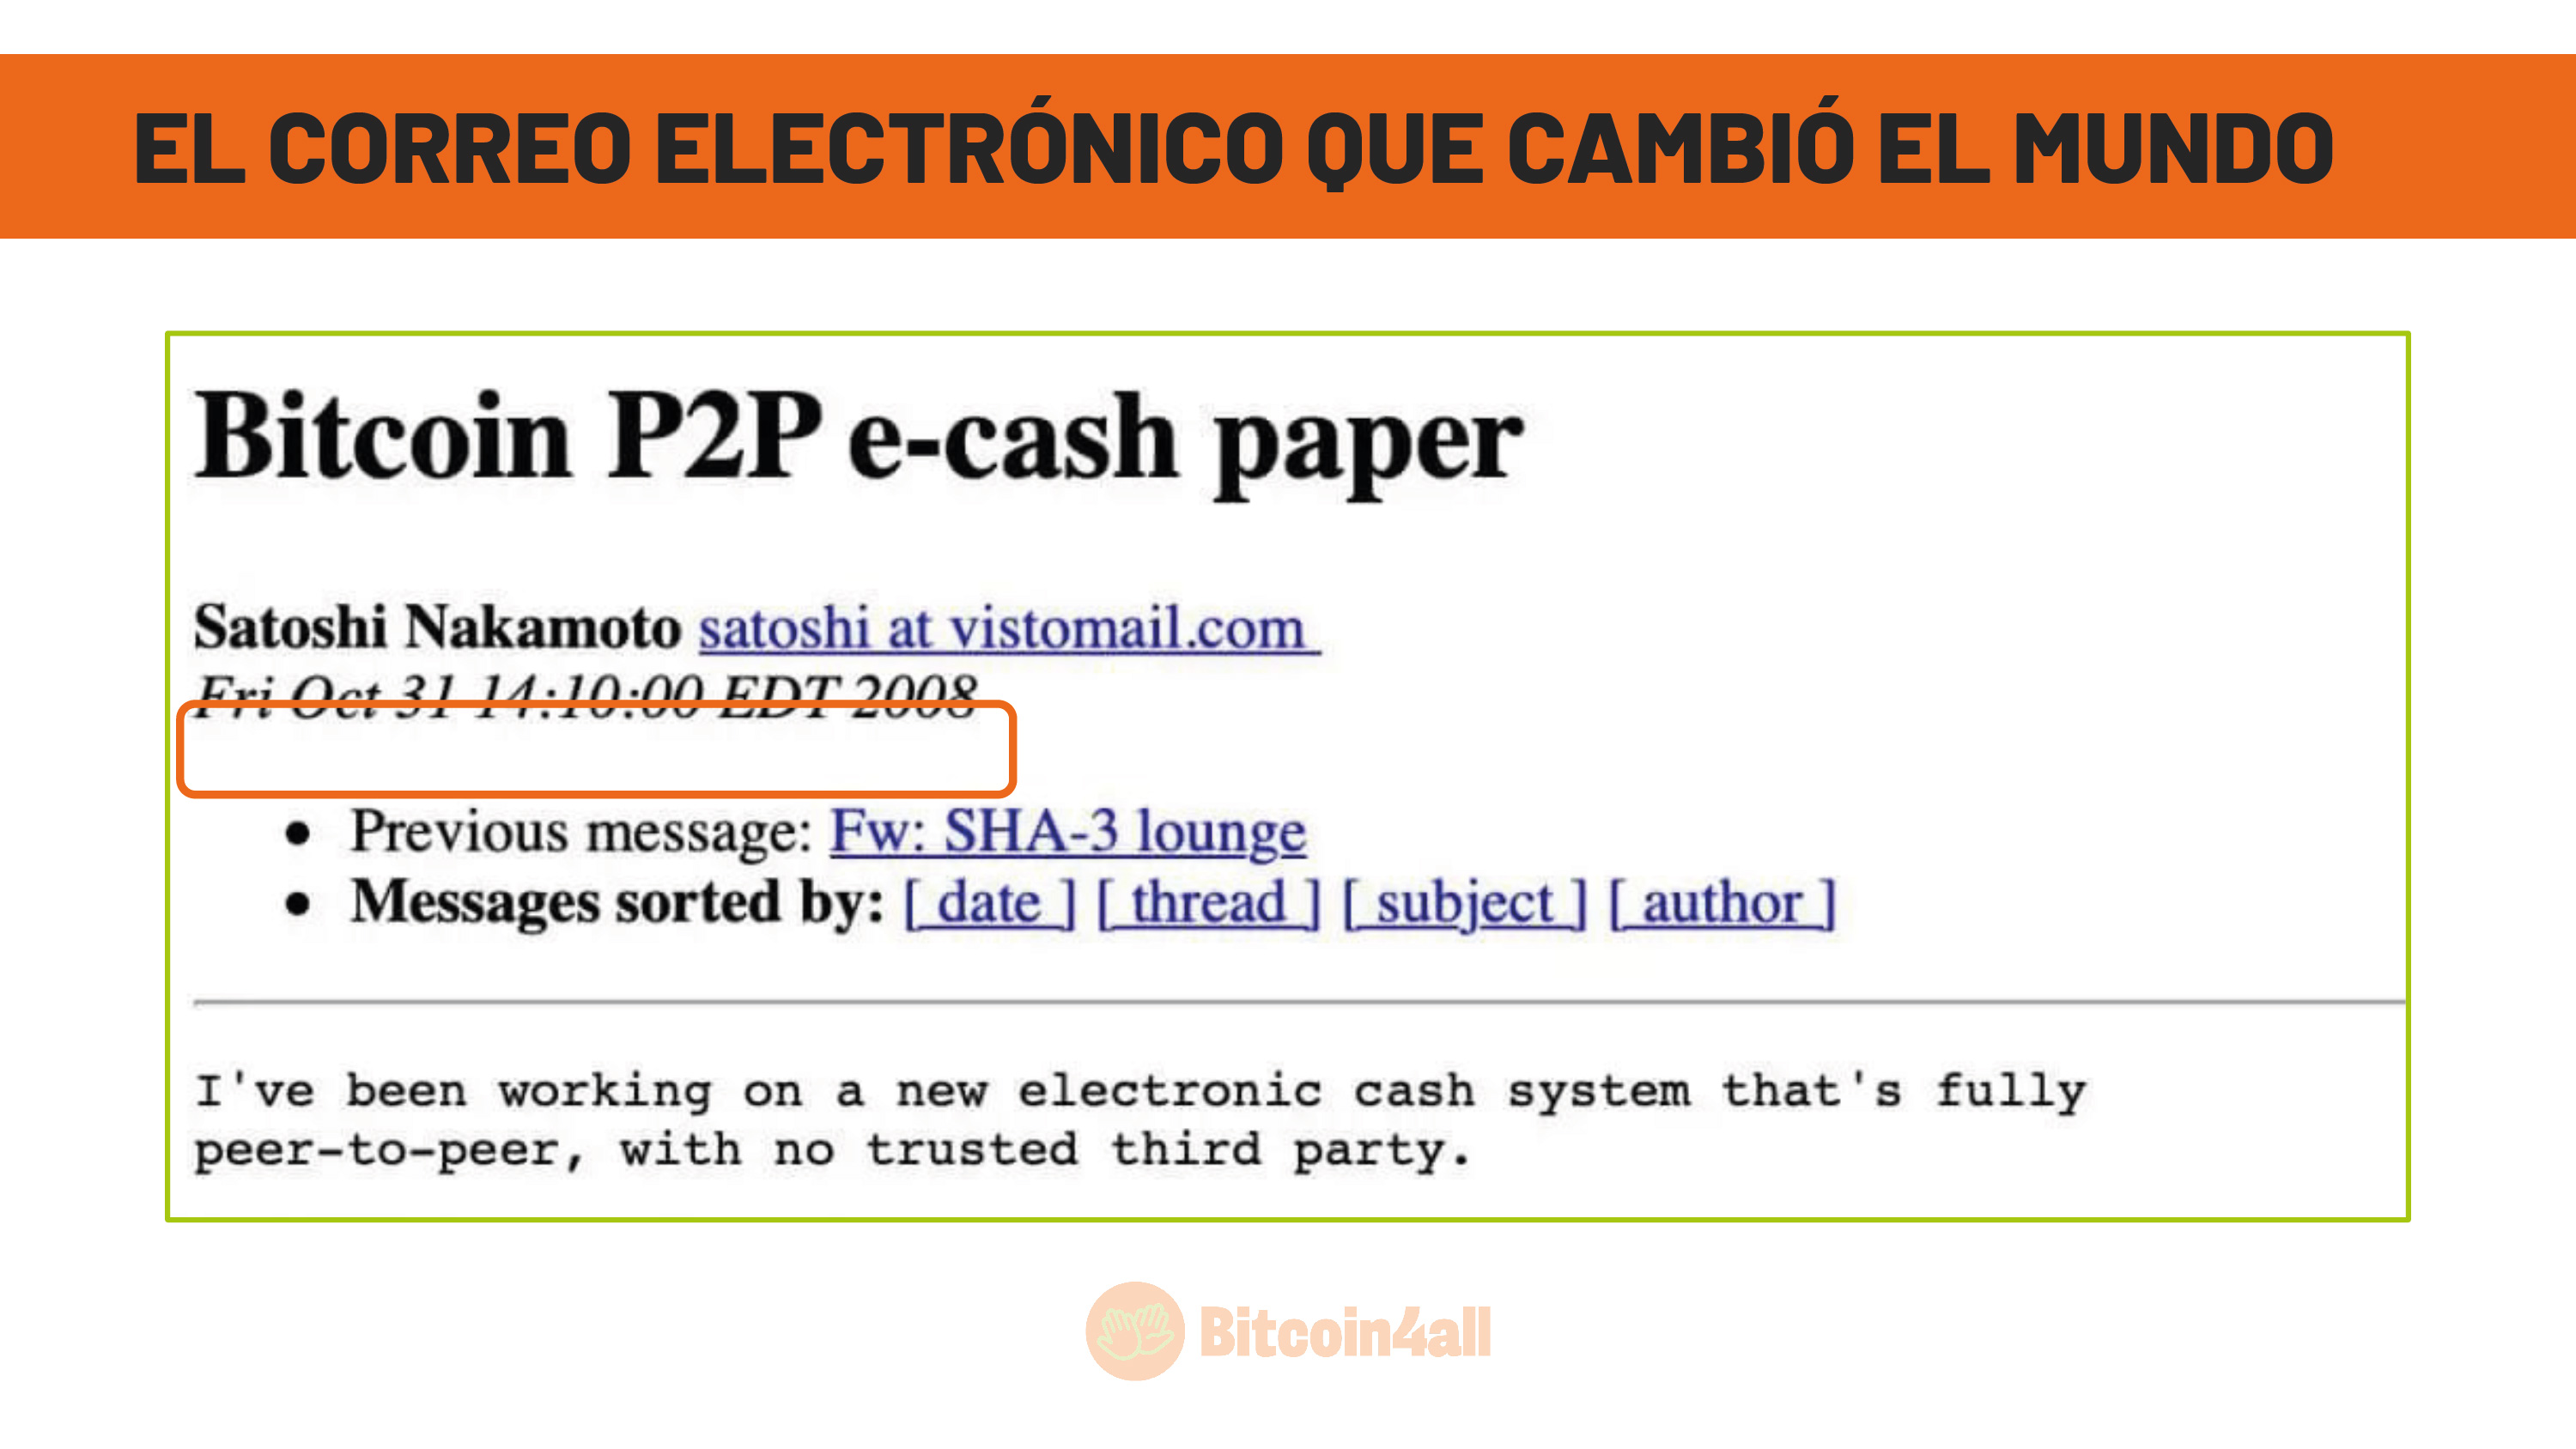 EL CORREO ELECTRÓNICO QUE CAMBIÓ EL MUNDO
Bitcoin P2P e-cash paper
Satoshi Nakamoto satoshi at vistomail.com
Fri Oct 31 14:10:00 EDT 2008
• Previous message: Fw: SHA-3 lounge
• Messages sorted by: [ date ] [ thread ] [ subject ] [ author ]
I've been working on a new electronic cash system that's fully
peer-to-peer, with no trusted third party.
Bitcoin4all